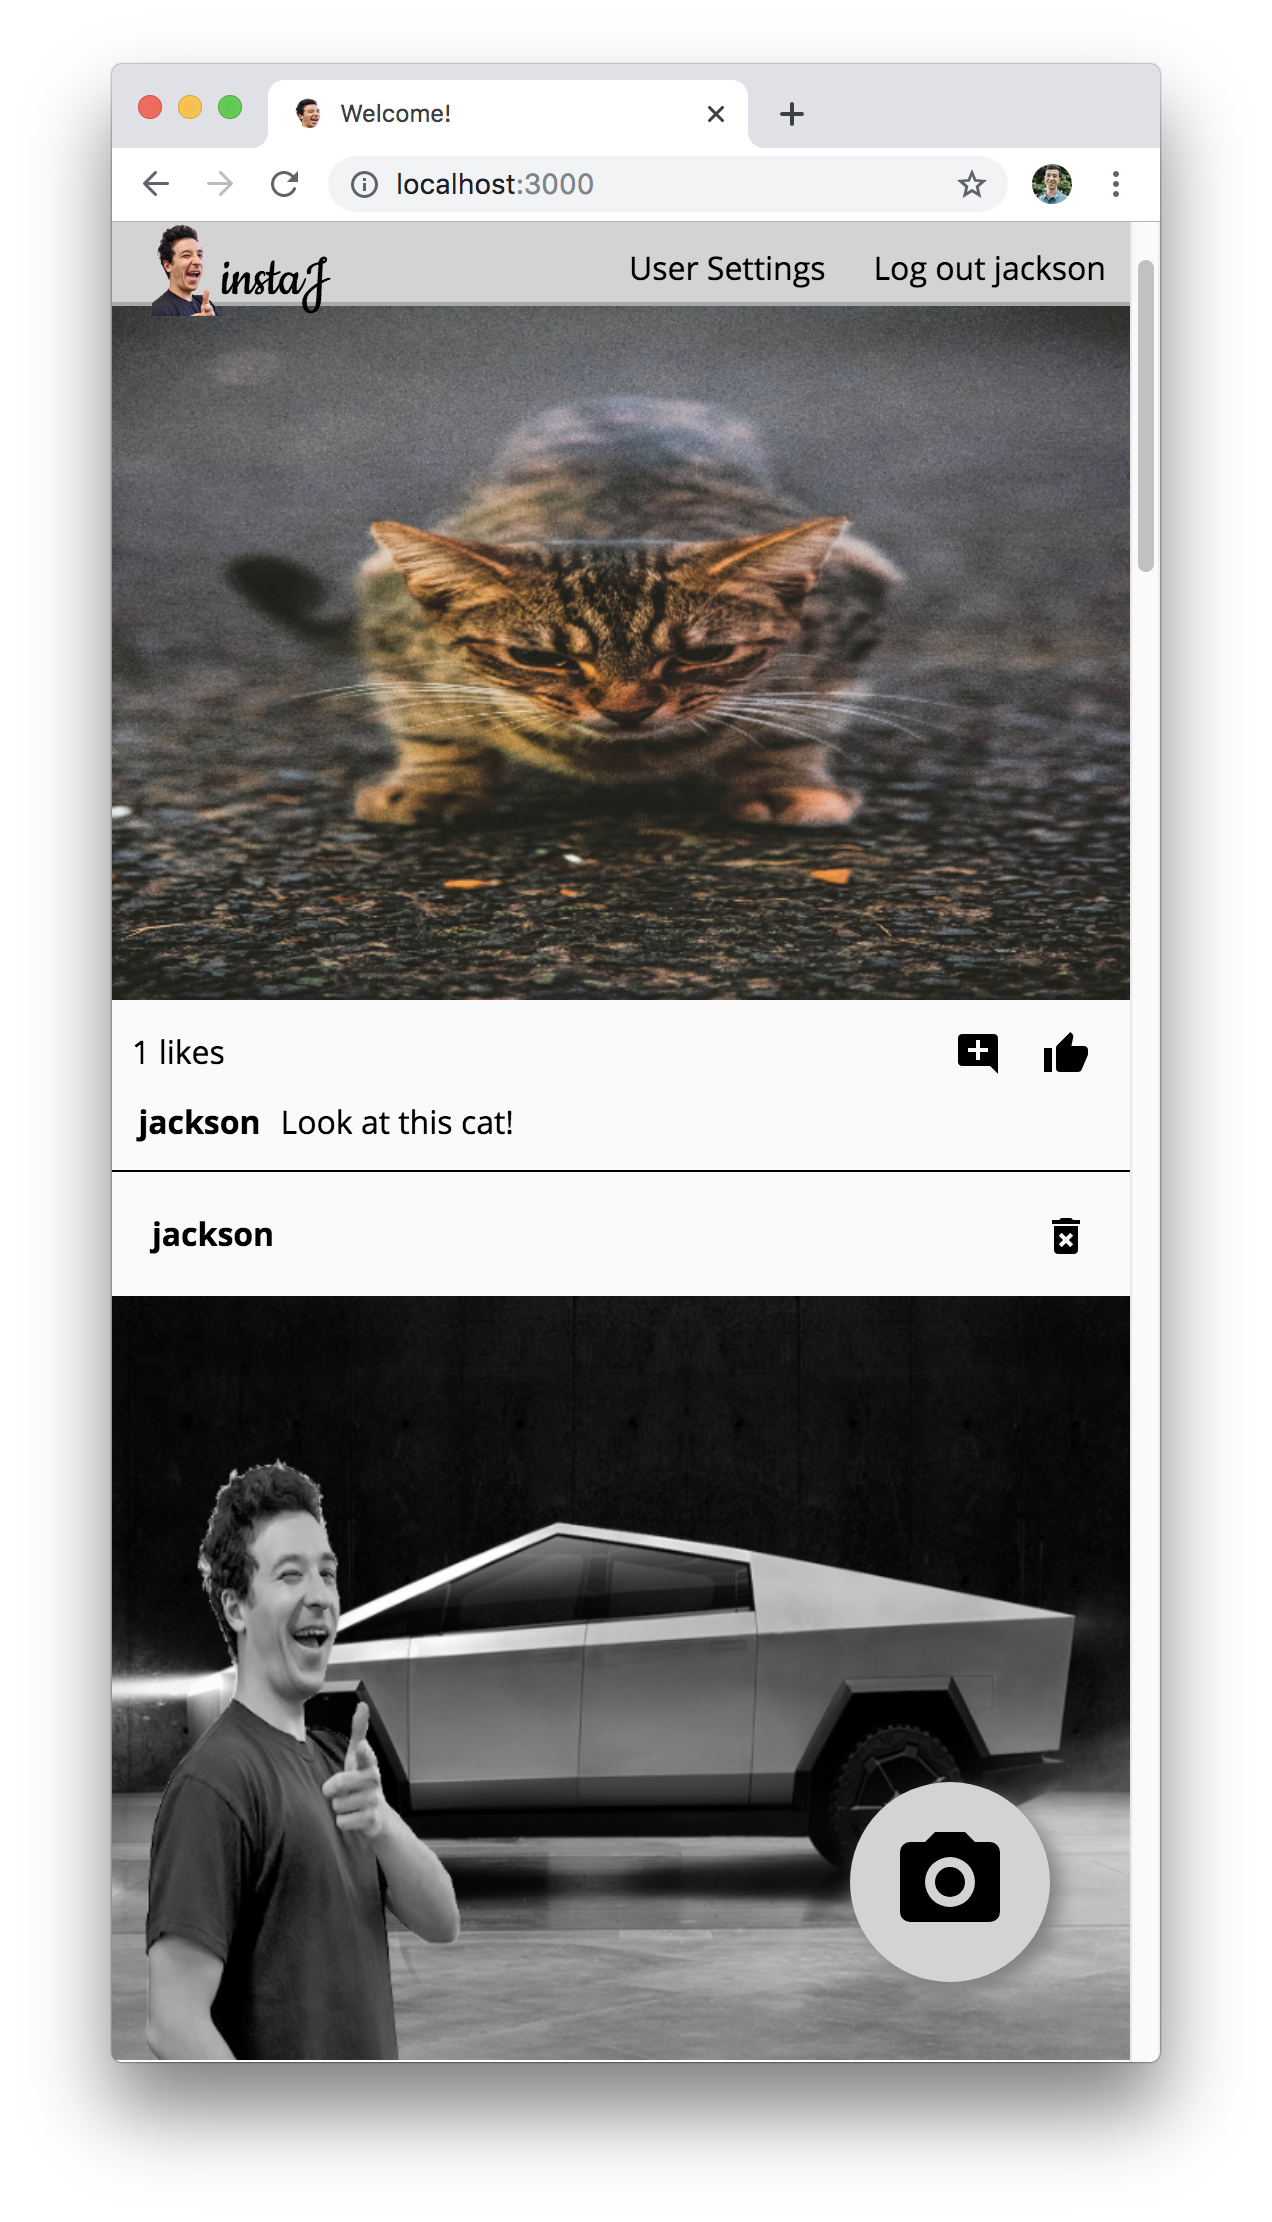 Welcome!
localhost:3000
instaJ
User Settings
Log out jackson
1 likes
jackson Look at this cat!
jackson